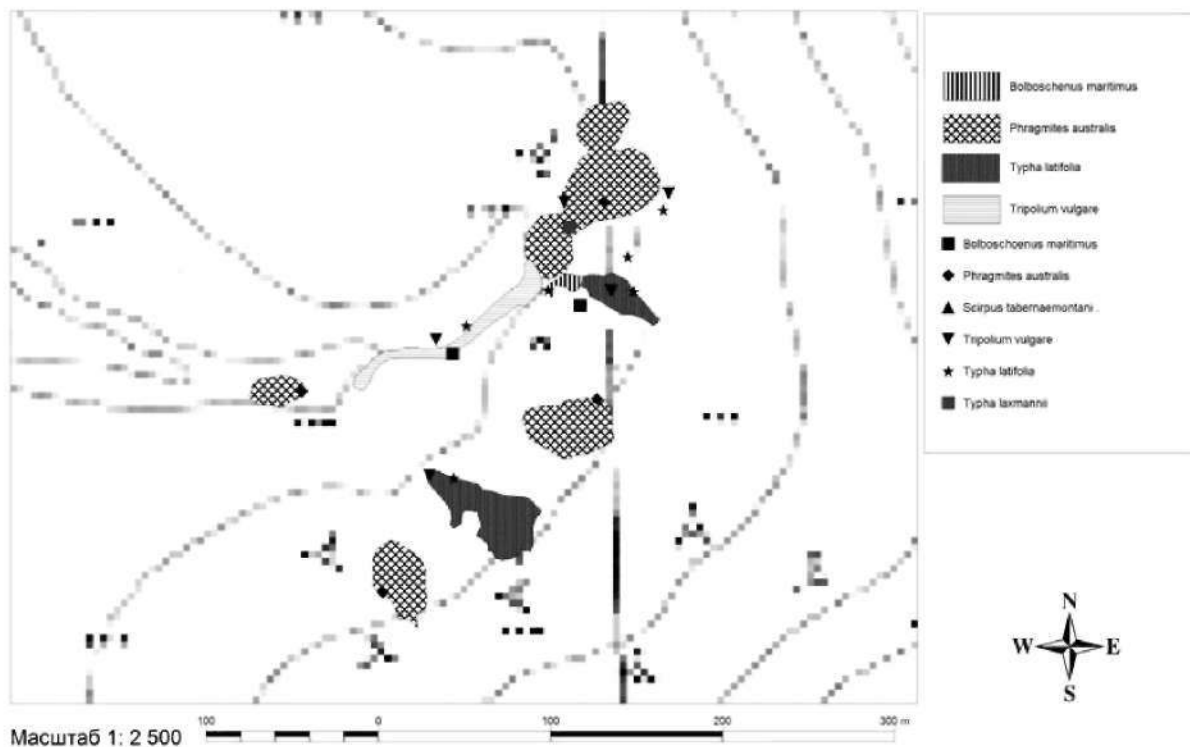 Bolboschenus maritimus
Phragmites australis
Typha latifolia
Tripolium vulgare
Bolboschoenus maritimus
Phragmites australis
Scirpus tabernaemontani .
Tripolium vulgare
Typha latifolia
Typha laxmannii
N
W E
S
100 0 100 200 300 m
Масштаб 1: 2 500